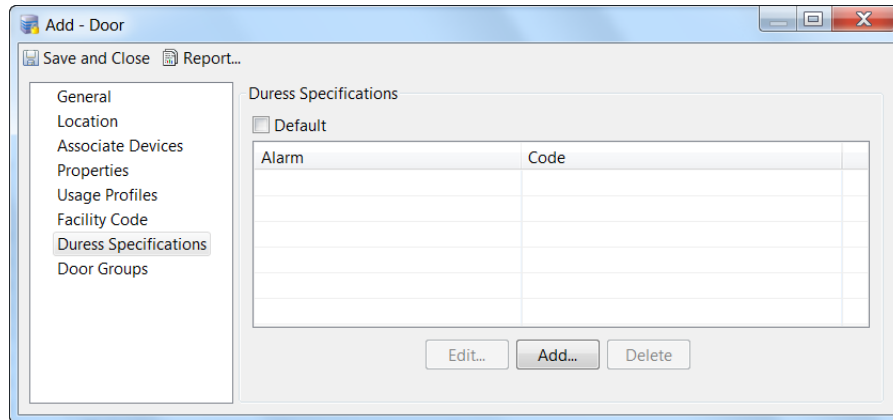 Add - Door
Save and Close Report...
General
Location
Associate Devices
Properties
Usage Profiles
Facility Code
Duress Specifications
Door Groups
Duress Specifications
Default
Alarm Code
Edit... Add... Delete